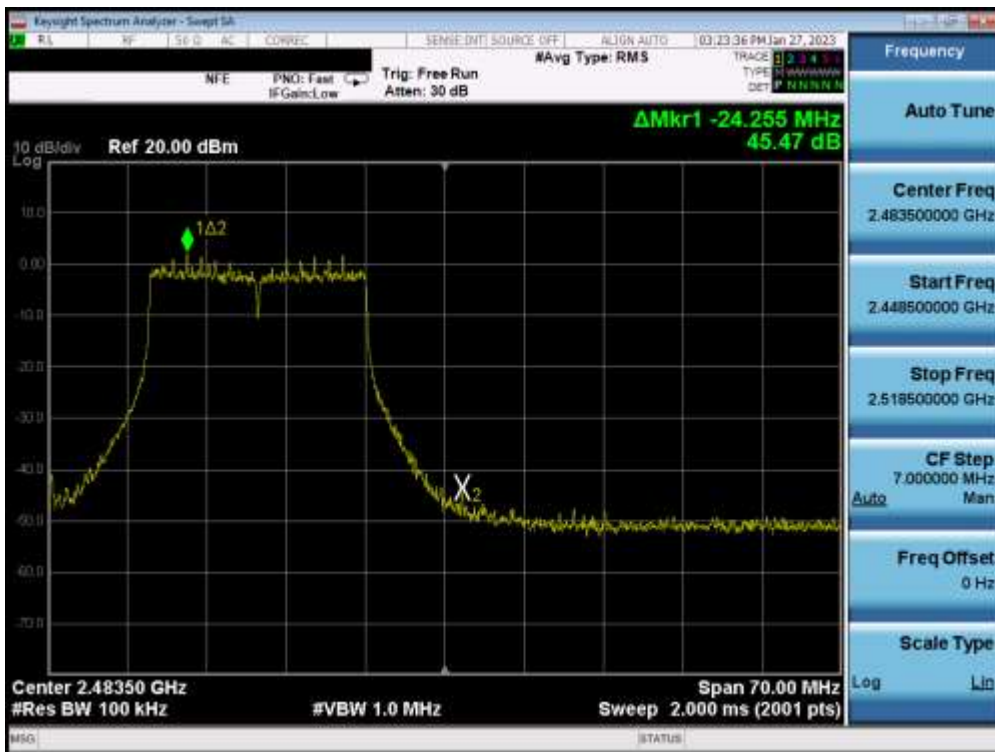 Keysight Spectrum Analyzer - Swept SA
RL RF 50 Ω AC CORREC SENSE:INT SOURCE OFF ALIGN AUTO 03:23:36 PM Jan 27, 2023
NFE
PNO: Fast
IFGain:Low
Trig: Free Run
Atten: 30 dB
#Avg Type: RMS
TRACE 1 2 3 4 5 6
TYPE M WWWWW
DET P N N N N N
Frequency
Auto Tune
Center Freq
2.483500000 GHz
Start Freq
2.448500000 GHz
Stop Freq
2.518500000 GHz
CF Step
7.000000 MHz
Auto Man
Freq Offset
0 Hz
Scale Type
Log Lin
ΔMkr1 -24.255 MHz
45.47 dB
10 dB/div
Log
Ref 20.00 dBm
10.0
0.00
-10.0
-20.0
-30.0
-40.0
-50.0
-60.0
-70.0
1Δ2
X2
Center 2.48350 GHz
#Res BW 100 kHz
#VBW 1.0 MHz
Span 70.00 MHz
Sweep 2.000 ms (2001 pts)
MSG
STATUS